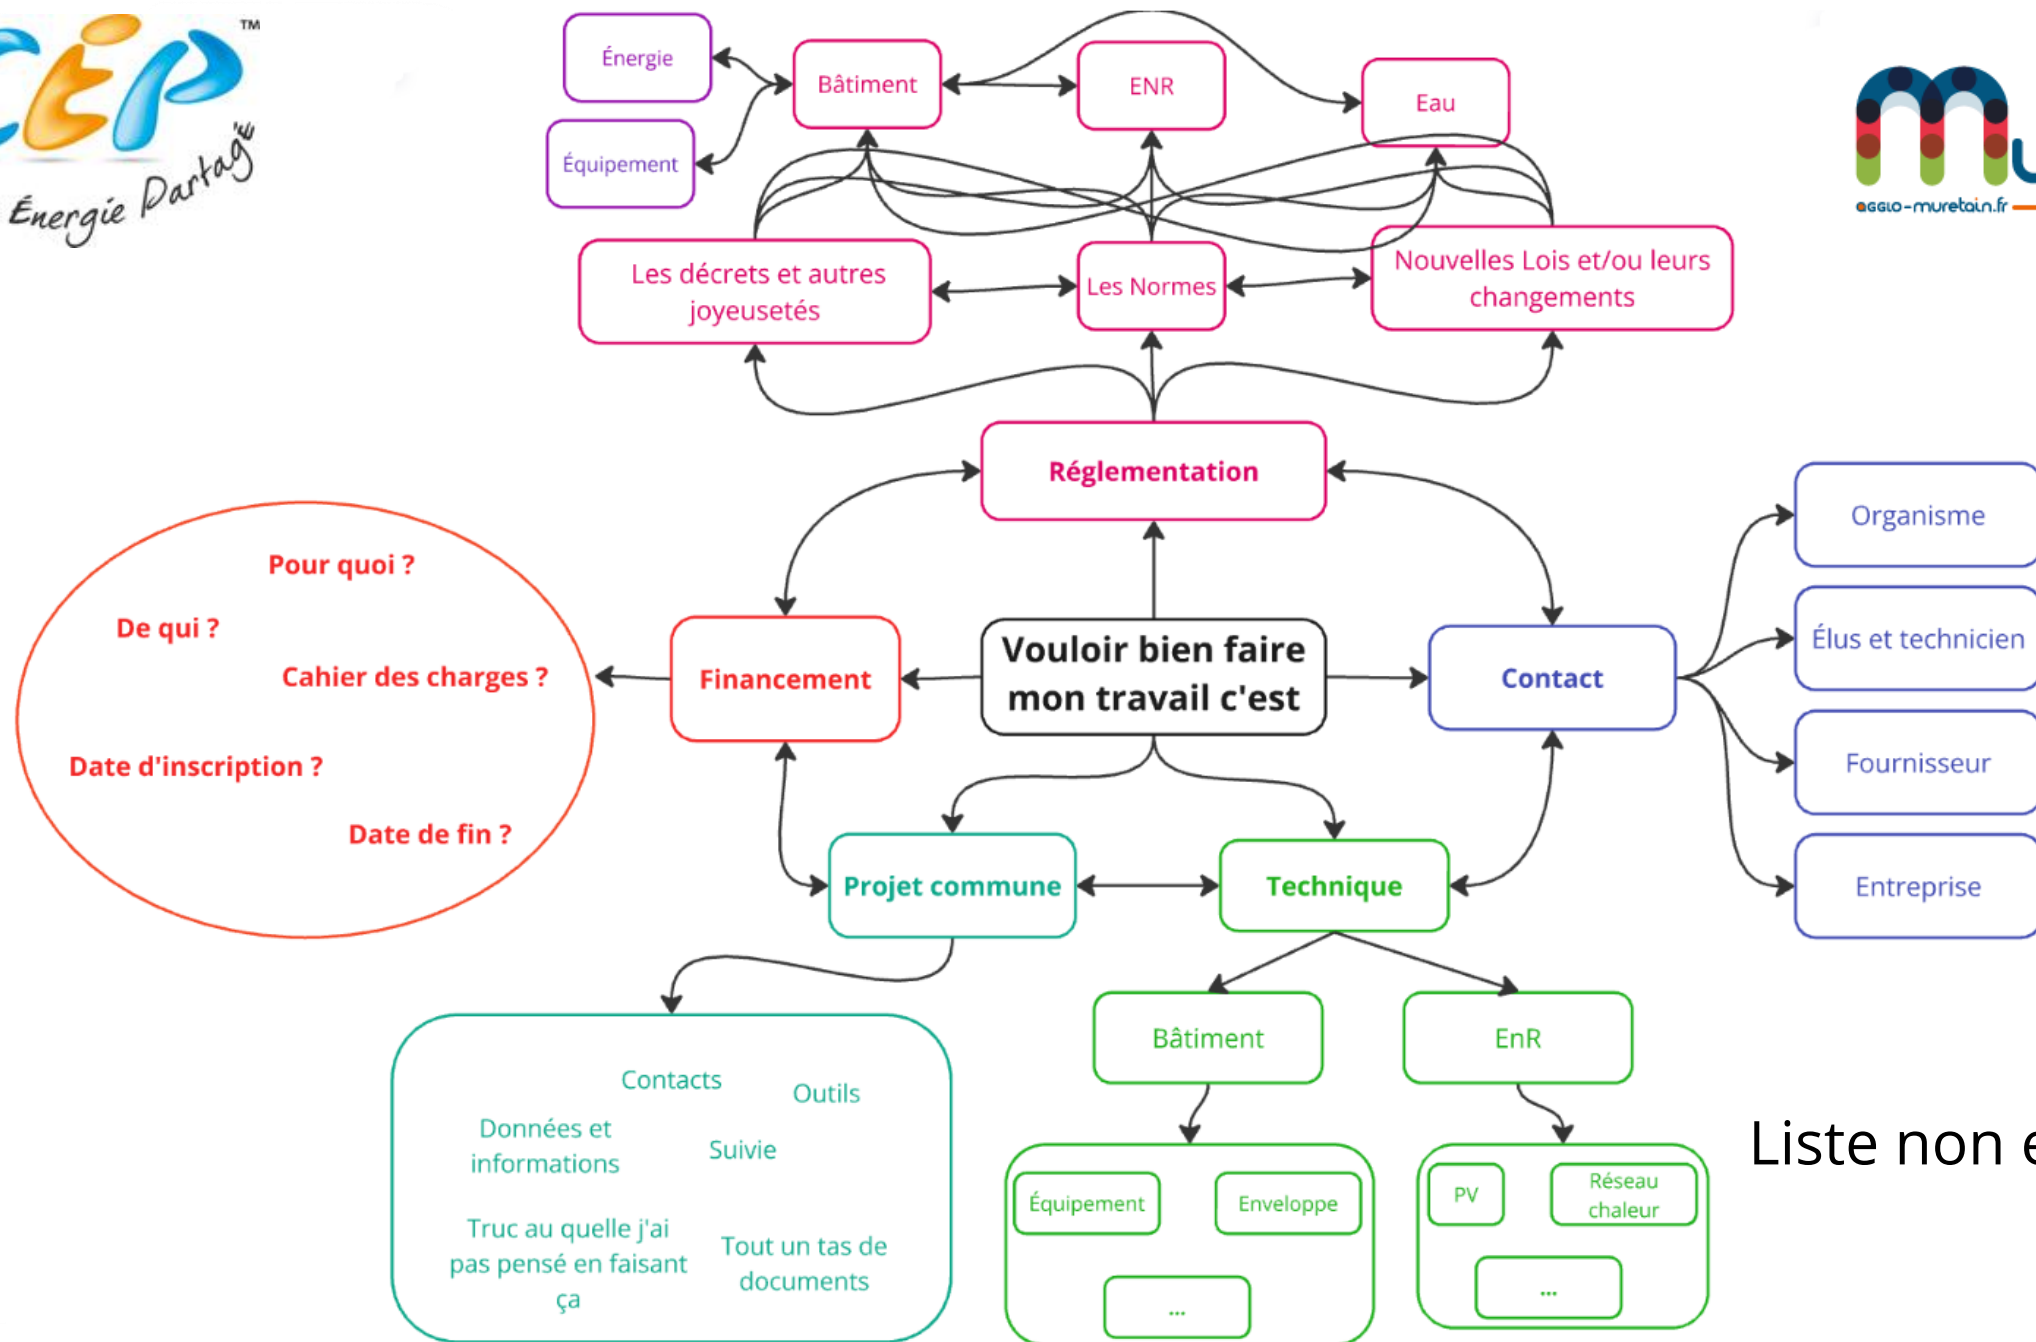 CEP
TM
Énergie Partagé
Énergie
Équipement
Bâtiment
ENR
Eau
agglo-muretain.fr
Les décrets et autres
joyeusetés
Les Normes
Nouvelles Lois et/ou leurs
changements
Réglementation
Pour quoi ?
De qui ?
Cahier des charges ?
Date d'inscription ?
Date de fin ?
Financement
Vouloir bien faire
mon travail c'est
Contact
Organisme
Élus et technicien
Fournisseur
Entreprise
Projet commune
Technique
Contacts
Outils
Données et
informations
Suivie
Truc au quelle j'ai
pas pensé en faisant
ça
Tout un tas de
documents
Bâtiment
EnR
Équipement
Enveloppe
...
PV
Réseau
chaleur
...
Liste non